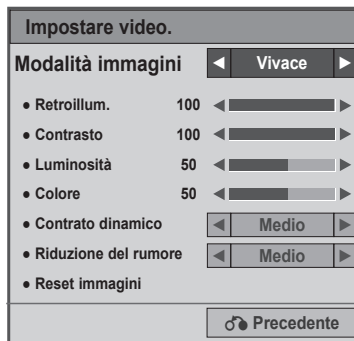 Impostare video.
Modalità immagini ◀ Vivace ▶
● Retroillum. 100
● Contrasto 100
● Luminosità 50
● Colore 50
● Contrato dinamico ◀ Medio ▶
● Riduzione del rumore ◀ Medio ▶
● Reset immagini
Precedente